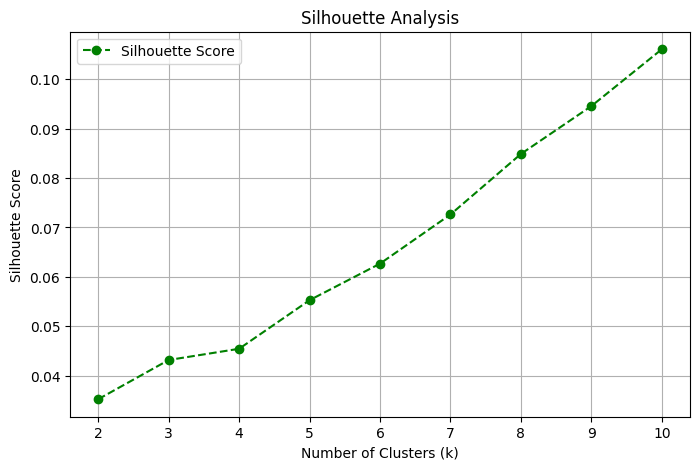 Silhouette Analysis
Silhouette Score
0.10
0.09
0.08
0.07
0.06
0.05
0.04
Silhouette Score
2 3 4 5 6 7 8 9 10
Number of Clusters (k)